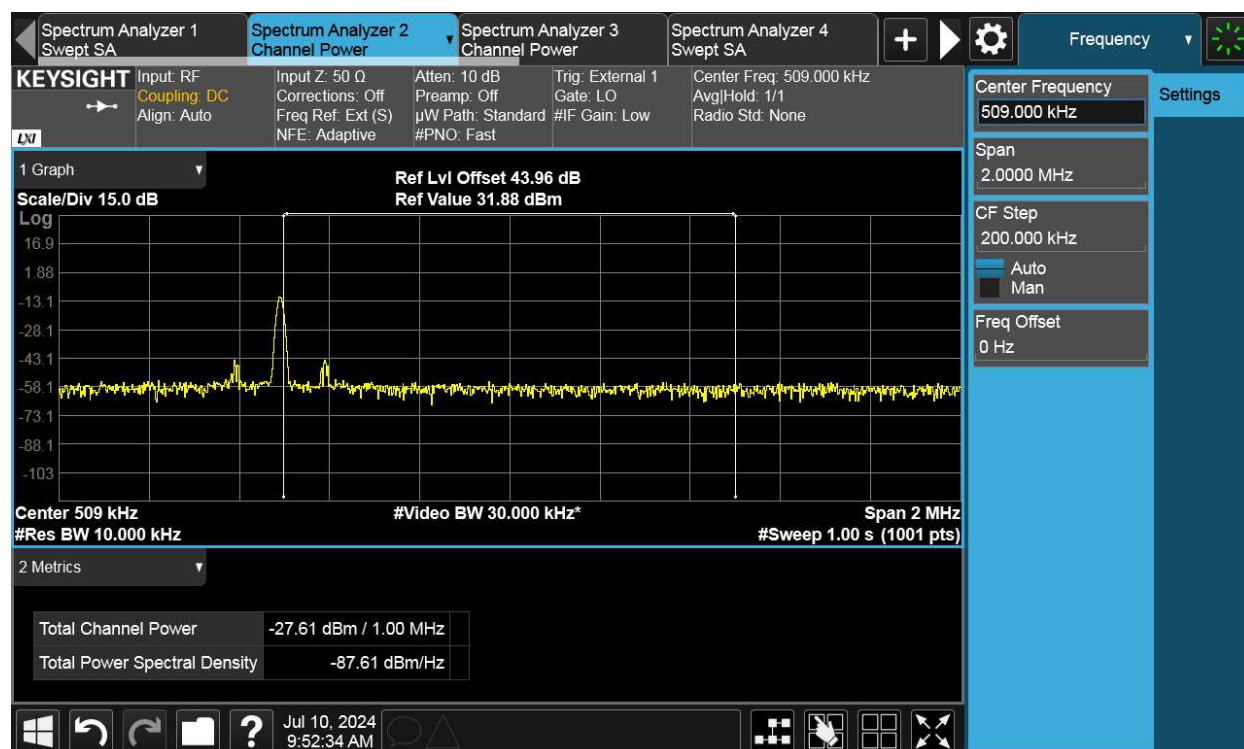 Spectrum Analyzer 1
Swept SA
Spectrum Analyzer 2
Channel Power
Spectrum Analyzer 3
Channel Power
Spectrum Analyzer 4
Swept SA
Frequency
KEYSIGHT
LXI
Input: RF
Coupling: DC
Align: Auto
Input Z: 50 Ω
Corrections: Off
Freq Ref: Ext (S)
NFE: Adaptive
Atten: 10 dB
Preamp: Off
µW Path: Standard
#PNO: Fast
Trig: External 1
Gate: LO
#IF Gain: Low
Center Freq: 509.000 kHz
Avg|Hold: 1/1
Radio Std: None
Center Frequency
509.000 kHz
Settings
Span
2.0000 MHz
CF Step
200.000 kHz
Auto
Man
Freq Offset
0 Hz
1 Graph
Scale/Div 15.0 dB
Ref Lvl Offset 43.96 dB
Ref Value 31.88 dBm
Log
16.9
1.88
-13.1
-28.1
-43.1
-58.1
-73.1
-88.1
-103
Center 509 kHz
#Video BW 30.000 kHz*
Span 2 MHz
#Res BW 10.000 kHz
#Sweep 1.00 s (1001 pts)
2 Metrics
Total Channel Power -27.61 dBm / 1.00 MHz
Total Power Spectral Density -87.61 dBm/Hz
?
Jul 10, 2024
9:52:34 AM